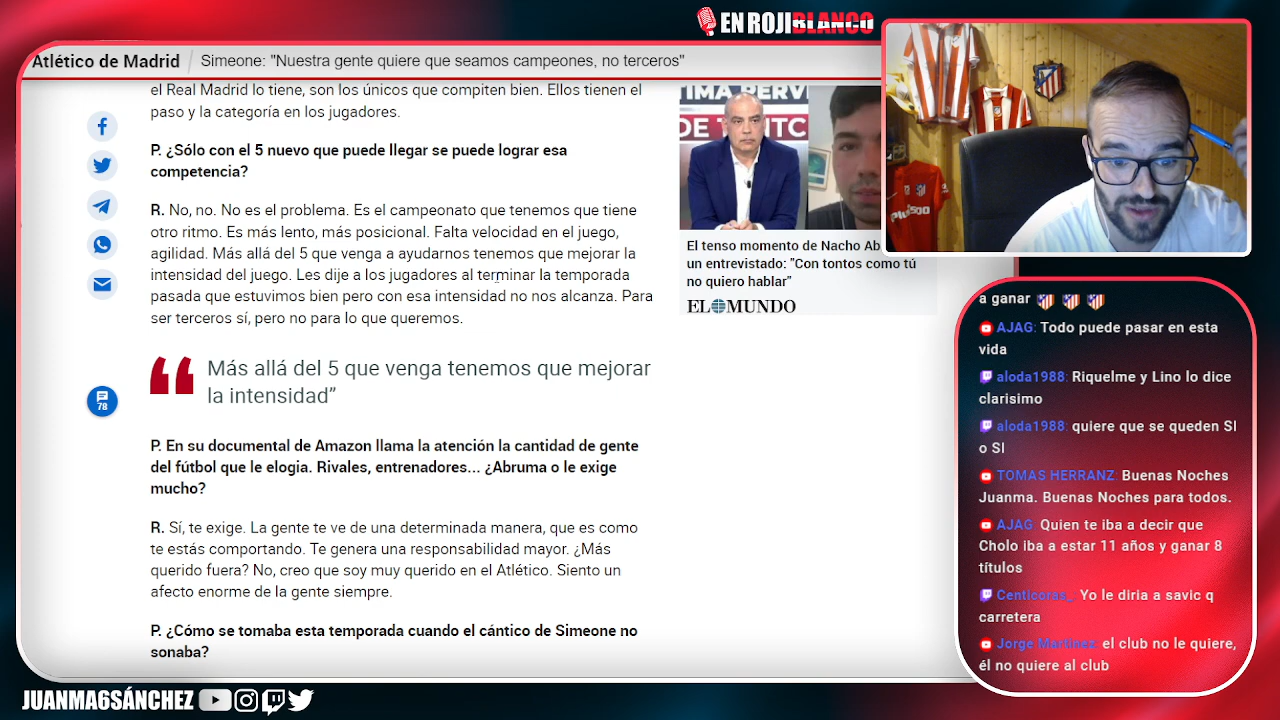 EN ROJIBLANCO
Atlético de Madrid
Simeone: "Nuestra gente quiere que seamos campeones, no terceros"
el Real Madrid lo tiene, son los únicos que compiten bien. Ellos tienen el
paso y la categoría en los jugadores.
P. ¿Sólo con el 5 nuevo que puede llegar se puede lograr esa
competencia?
R. No, no. No es el problema. Es el campeonato que tenemos que tiene
otro ritmo. Es más lento, más posicional. Falta velocidad en el juego,
agilidad. Más allá del 5 que venga a ayudarnos tenemos que mejorar la
intensidad del juego. Les dije a los jugadores al terminar la temporada
pasada que estuvimos bien pero con esa intensidad no nos alcanza. Para
ser terceros sí, pero no para lo que queremos.
Más allá del 5 que venga tenemos que mejorar
la intensidad”
78
P. En su documental de Amazon llama la atención la cantidad de gente
del fútbol que le elogia. Rivales, entrenadores... ¿Abruma o le exige
mucho?
R. Sí, te exige. La gente te ve de una determinada manera, que es como
te estás comportando. Te genera una responsabilidad mayor. ¿Más
querido fuera? No, creo que soy muy querido en el Atlético. Siento un
afecto enorme de la gente siempre.
P. ¿Cómo se tomaba esta temporada cuando el cántico de Simeone no
sonaba?
El tenso momento de Nacho Ab
un entrevistado: "Con tontos como tú
no quiero hablar”
EL MUNDO
a ganar
AJAG: Todo puede pasar en esta
vida
aloda1988: Riquelme y Lino lo dice
clarisimo
aloda1988: quiere que se queden SI
o SI
TOMAS HERRANZ: Buenas Noches
Juanma. Buenas Noches para todos.
AJAG: Quien te iba a decir que
Cholo iba a estar 11 años y ganar 8
títulos
Centicoras_: Yo le diria a savic q
carretera
Jorge Martinez: el club no le quiere,
él no quiere al club
JUANMA6SÁNCHEZ